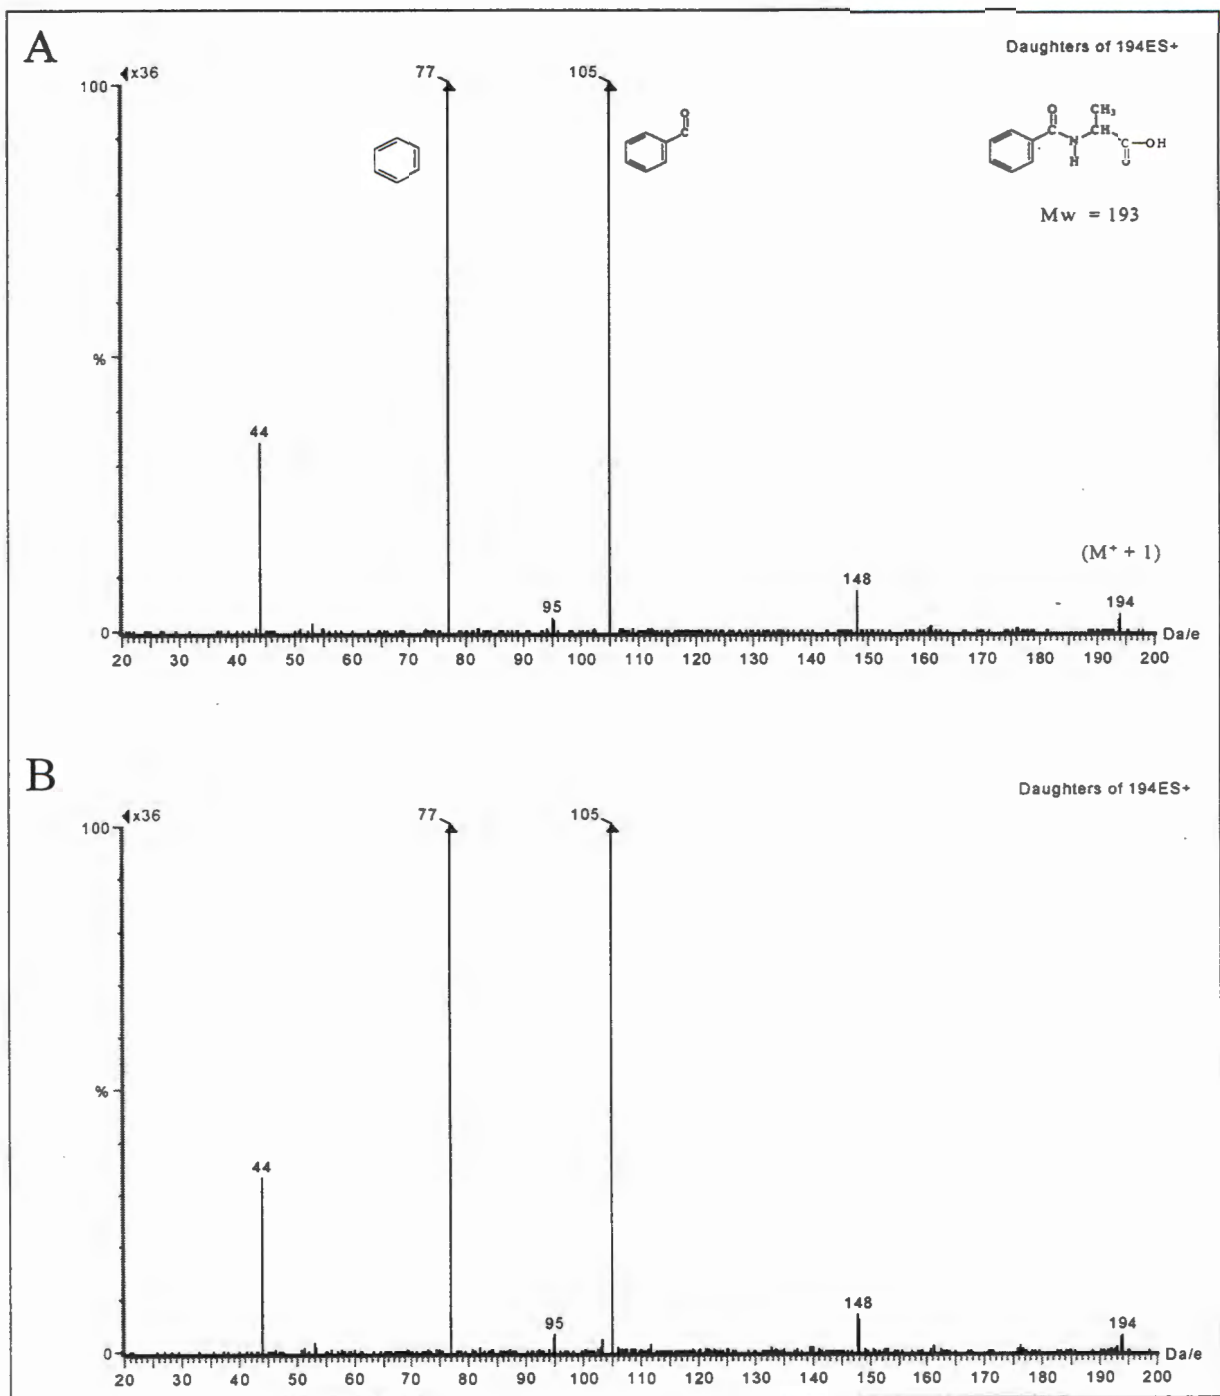 A
Daughters of 194ES+
x36
77
105
100
O
C
O
CH₃
C
CH
N
C
OH
H
O
Mw = 193
%
44
(M⁺ + 1)
148
95
194
0
Da/e
20 30 40 50 60 70 80 90 100 110 120 130 140 150 160 170 180 190 200
B
Daughters of 194ES+
x36
77
105
100
%
44
148
95
194
0
Da/e
20 30 40 50 60 70 80 90 100 110 120 130 140 150 160 170 180 190 200